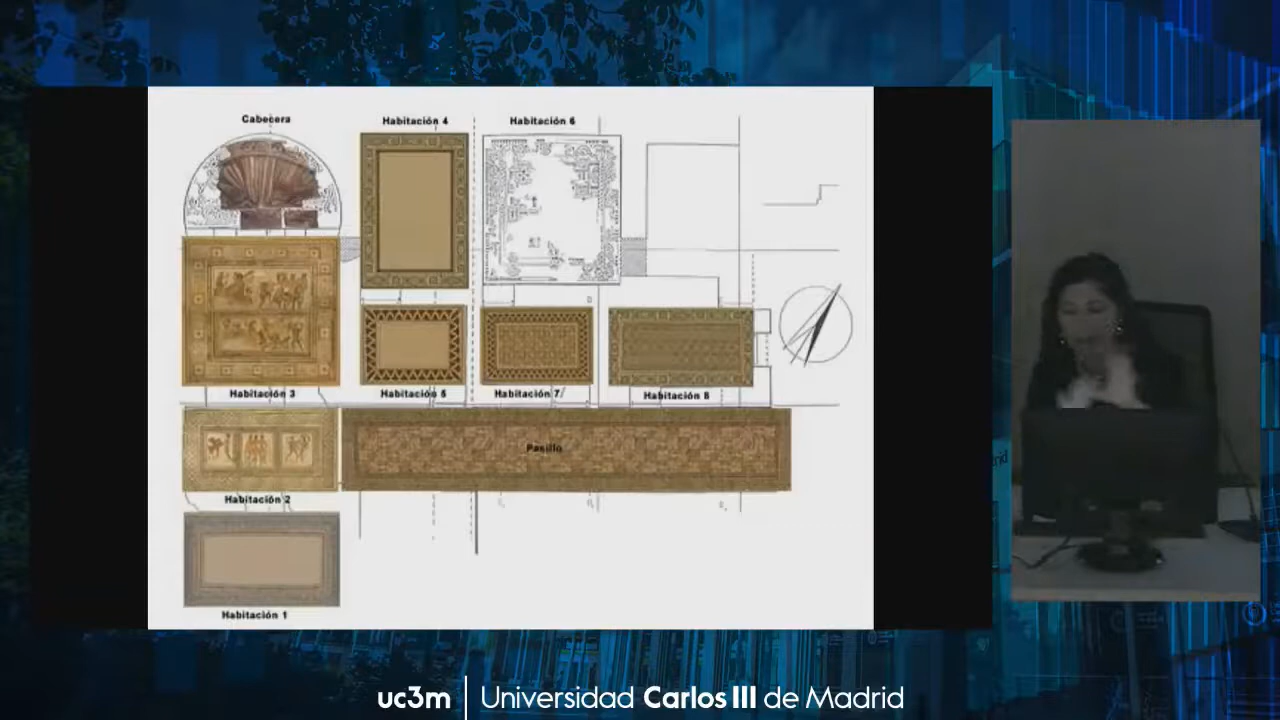 Cabecera
Habitación 4
Habitación 6
Habitación 3
Habitación 5
Habitación 7
Habitación 8
Pasillo
Habitación 2
Habitación 1
uc3m Universidad Carlos III de Madrid